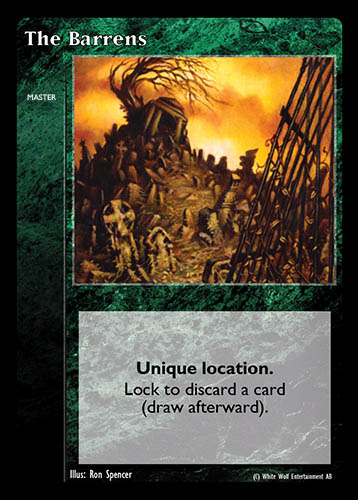 The Barrens
MASTER
Unique location.
Lock to discard a card
(draw afterward).
Illus: Ron Spencer
(C) White Wolf Entertainment AB